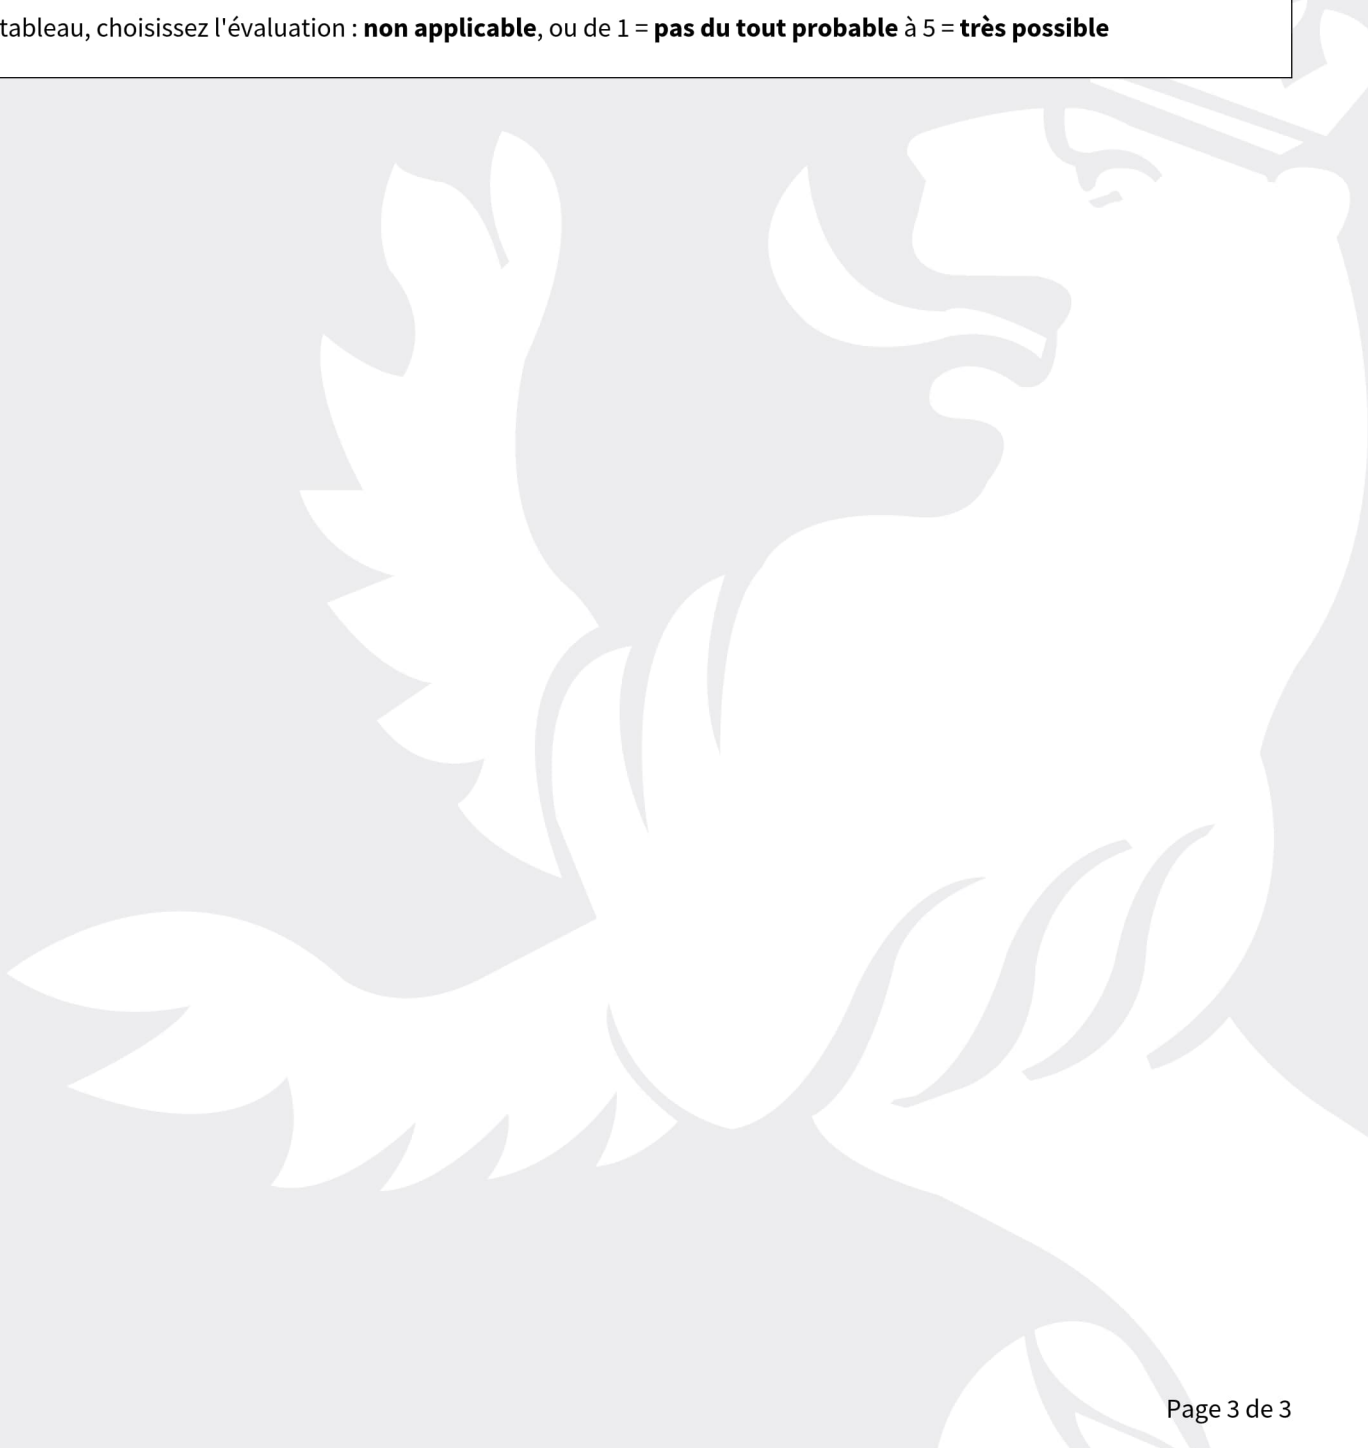 tableau, choisissez l'évaluation : non applicable, ou de 1 = pas du tout probable à 5 = très possible
Page 3 de 3